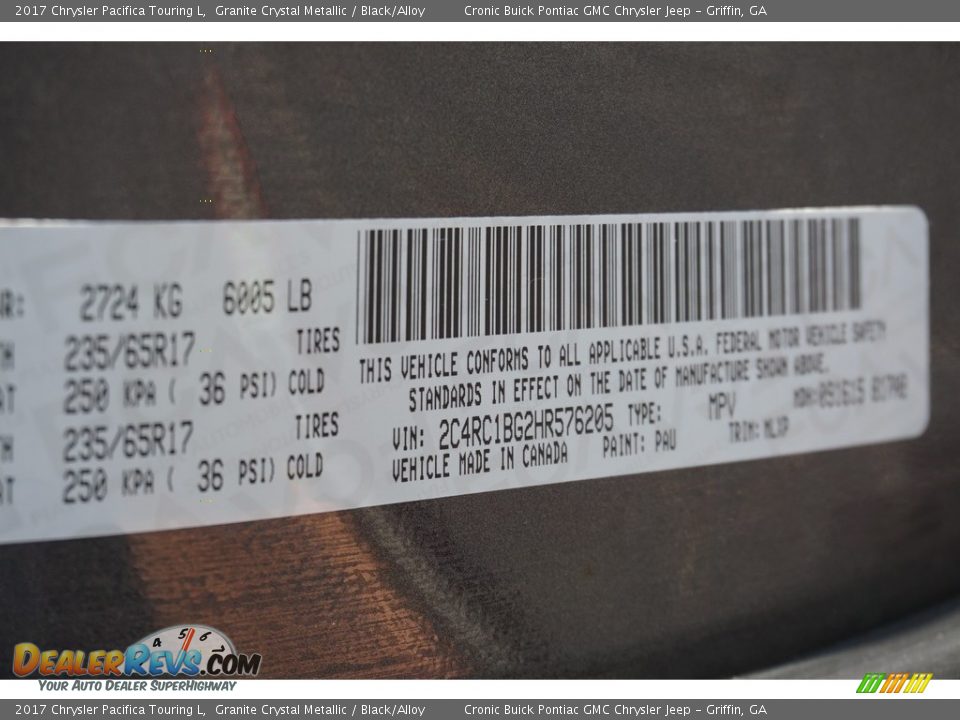 2017 Chrysler Pacifica Touring L, Granite Crystal Metallic / Black/Alloy Cronic Buick Pontiac GMC Chrysler Jeep - Griffin, GA
2724 KG 6005 LB
235/65R17 TIRES
250 KPA ( 36 PSI) COLD
235/65R17 TIRES
250 KPA ( 36 PSI) COLD
THIS VEHICLE CONFORMS TO ALL APPLICABLE U.S.A. FEDERAL MOTOR VEHICLE SAFETY
STANDARDS IN EFFECT ON THE DATE OF MANUFACTURE SHOWN ABOVE.
VIN: 2C4RC1BG2HR576205 TYPE: MPV
VEHICLE MADE IN CANADA PAINT: PAU TRIM:
4 5 6
DEALERREVS.COM
YOUR AUTO DEALER SUPERHIGHWAY
2017 Chrysler Pacifica Touring L, Granite Crystal Metallic / Black/Alloy Cronic Buick Pontiac GMC Chrysler Jeep - Griffin, GA